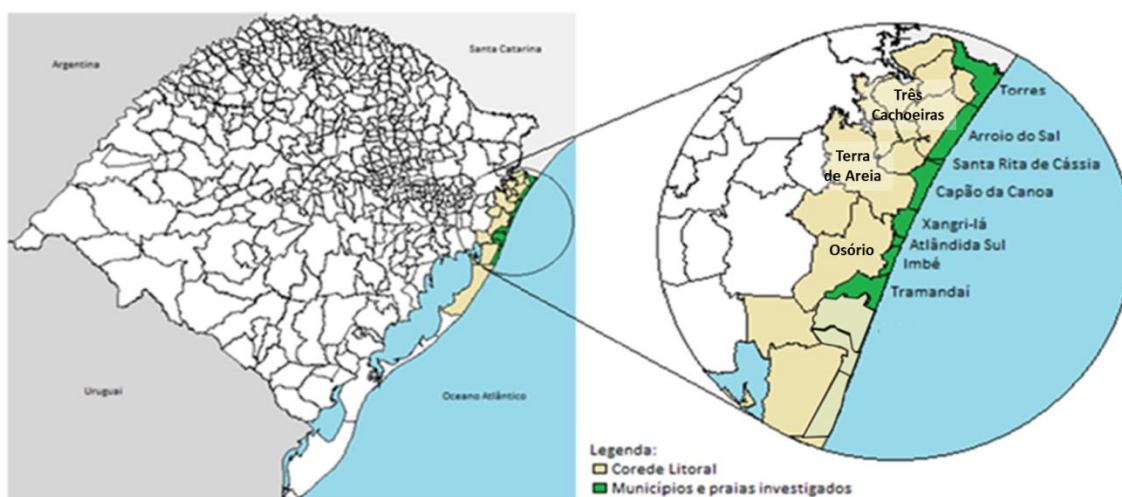 Argentina
Santa Catarina
Uruguai
Oceano Atlântico
Três
Cachoeiras
Terra
de Areia
Osório
Torres
Arroio do Sal
Santa Rita de Cássia
Capão da Canoa
Xangri-lá
Atlândida Sul
Imbé
Tramandaí
Legenda:
Corede Litoral
Municípios e praias investigados